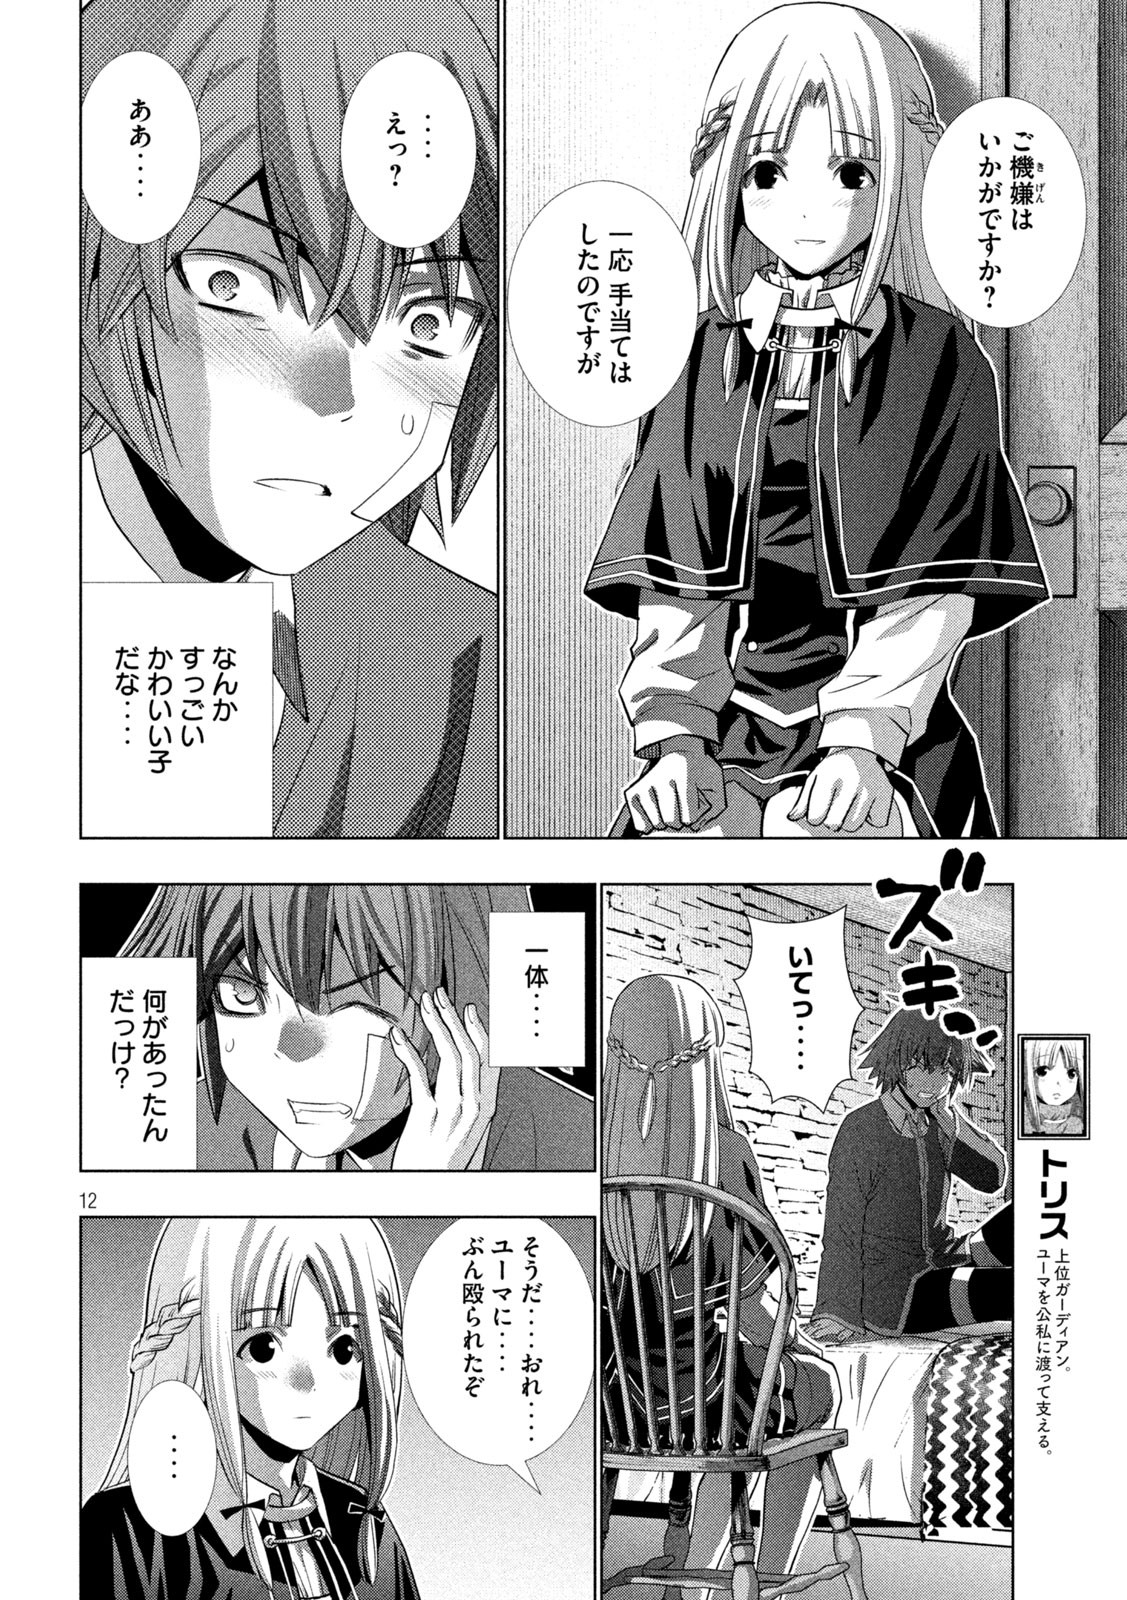 ご機嫌は
きげん
いかがですか？
一応 手当ては
したのですが
‥‥
えっ？
ああ‥‥
なんか
すっごい
かわいい子
だな‥‥
ズキン
いてっ‥‥
トリス
上位ガーディアン。
ユーマを公私に渡って支える。
一体‥‥
何があったん
だっけ？
そうだ‥‥おれ‥‥
ユーマに‥‥
ぶん殴られたぞ
‥‥
12